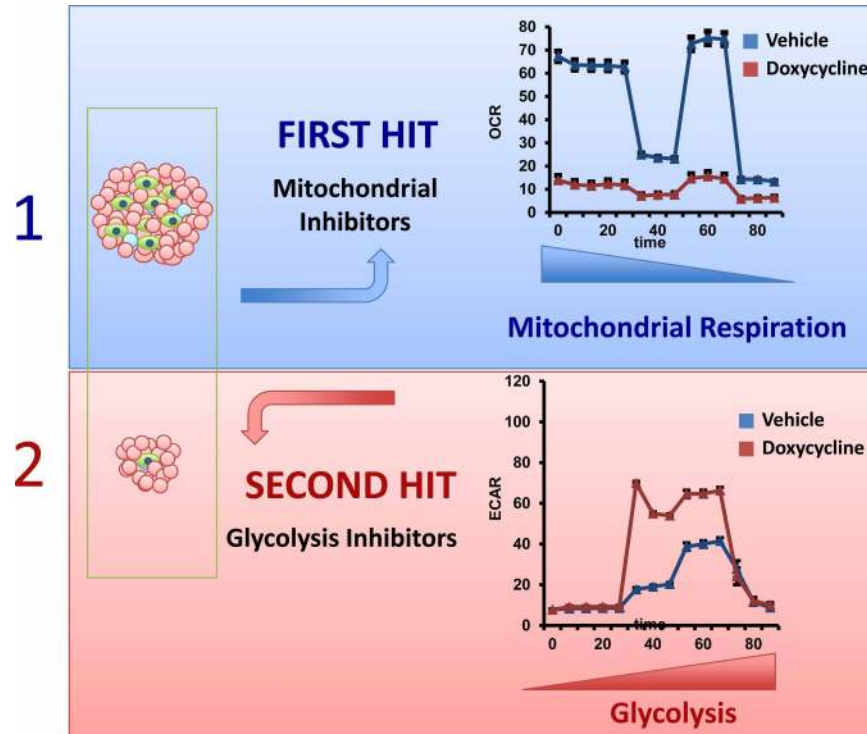 1
FIRST HIT
Mitochondrial
Inhibitors
80
70
60
50
40
30
20
10
0
OCR
Vehicle
Doxycycline
0 20 40 60 80
time
Mitochondrial Respiration
2
SECOND HIT
Glycolysis Inhibitors
120
100
80
60
40
20
0
ECAR
Vehicle
Doxycycline
time
0 20 40 60 80
Glycolysis